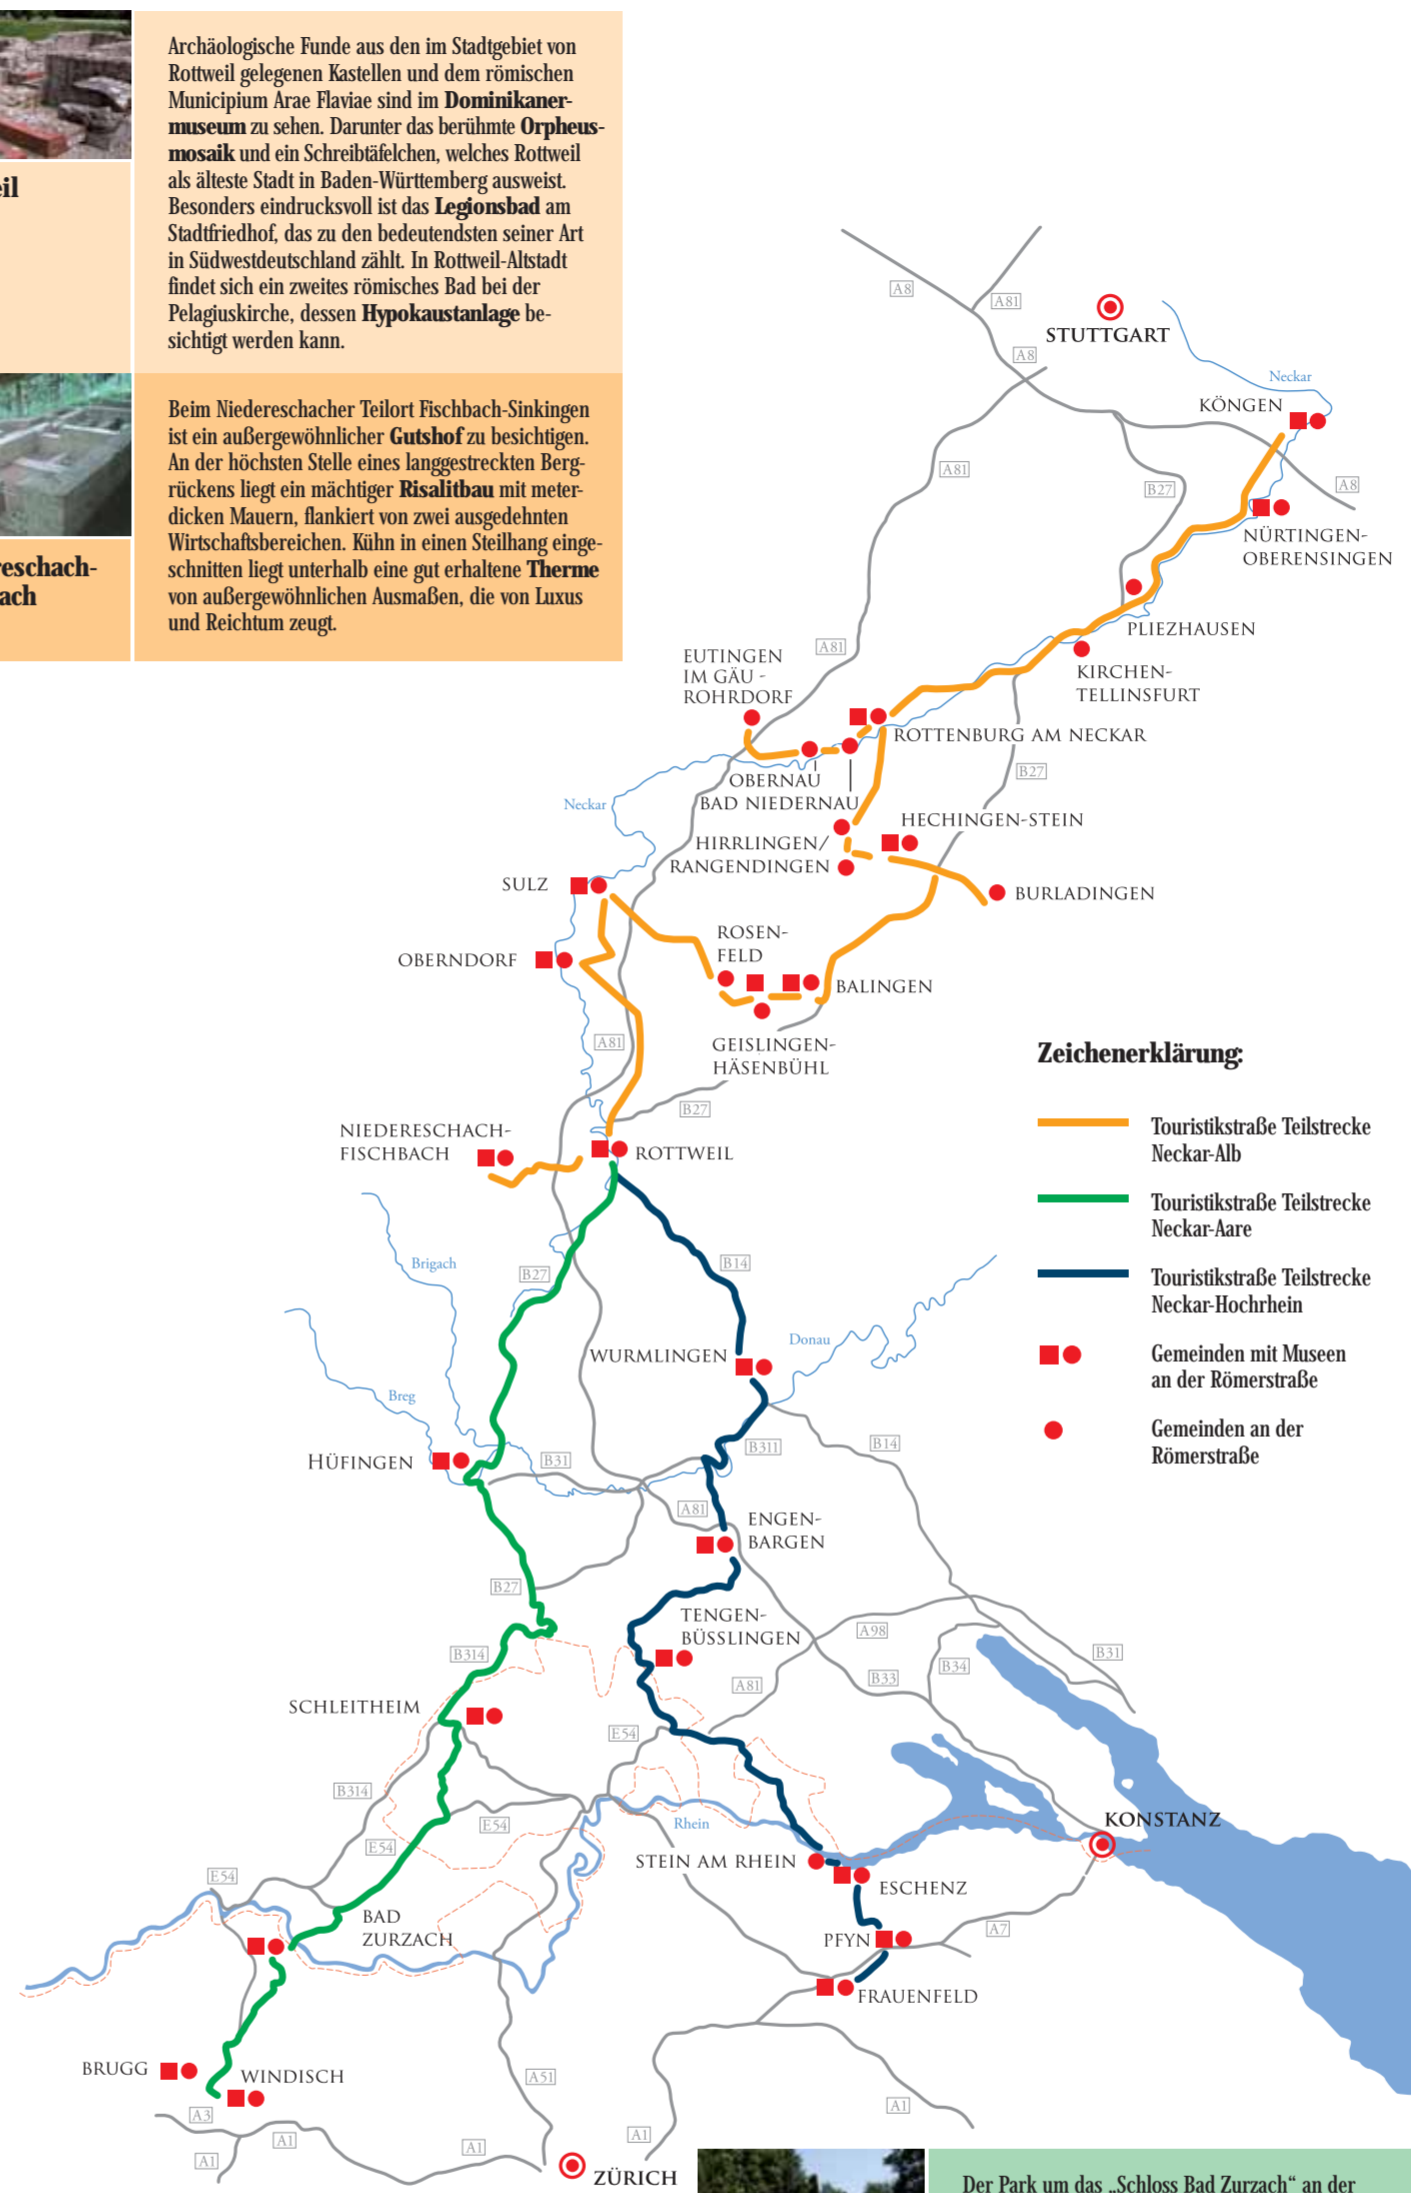 eil
Archäologische Funde aus den im Stadtgebiet von
Rottweil gelegenen Kastellen und dem römischen
Municipium Arae Flaviae sind im Dominikaner-
museum zu sehen. Darunter das berühmte Orpheus-
mosaik und ein Schreibtäfelchen, welches Rottweil
als älteste Stadt in Baden-Württemberg ausweist.
Besonders eindrucksvoll ist das Legionsbad am
Stadtfriedhof, das zu den bedeutendsten seiner Art
in Südwestdeutschland zählt. In Rottweil-Altstadt
findet sich ein zweites römisches Bad bei der
Pelagiuskirche, dessen Hypokaustanlage be-
sichtigt werden kann.
eschach-
ach
Beim Niedereschacher Teilort Fischbach-Sinkingen
ist ein außergewöhnlicher Gutshof zu besichtigen.
An der höchsten Stelle eines langgestreckten Berg-
rückens liegt ein mächtiger Risalitbau mit meter-
dicken Mauern, flankiert von zwei ausgedehnten
Wirtschaftsbereichen. Kühn in einen Steilhang einge-
schnitten liegt unterhalb eine gut erhaltene Therme
von außergewöhnlichen Ausmaßen, die von Luxus
und Reichtum zeugt.
A8
A81
STUTTGART
A8
Neckar
KÖNGEN
A81
B27
A8
NÜRTINGEN-
OBERENSINGEN
PLIEZHAUSEN
A81
EUTINGEN
IM GÄU -
ROHRDORF
KIRCHEN-
TELLINSFURT
ROTTENBURG AM NECKAR
B27
OBERNAU
BAD NIEDERNAU
Neckar
HECHINGEN-STEIN
HIRRLINGEN/
RANGENDINGEN
SULZ
BURLADINGEN
ROSEN-
FELD
OBERNDORF
BALINGEN
A81
GEISLINGEN-
HÄSENBÜHL
B27
NIEDERESCHACH-
FISCHBACH
ROTTWEIL
Zeichenerklärung:
Touristikstraße Teilstrecke
Neckar-Alb
Touristikstraße Teilstrecke
Neckar-Aare
Touristikstraße Teilstrecke
Neckar-Hochrhein
Gemeinden mit Museen
an der Römerstraße
Gemeinden an der
Römerstraße
Brigach
B27
B14
Donau
WURMLINGEN
Breg
HÜFINGEN
B31
B311
B14
A81
ENGEN-
BARGEN
B27
TENGEN-
BÜSSLINGEN
A98
B314
B31
B34
B33
A81
SCHLEITHEIM
E54
B314
E54
Rhein
KONSTANZ
E54
STEIN AM RHEIN
E54
ESCHENZ
BAD
ZURZACH
PFYN
A7
FRAUENFELD
BRUGG
WINDISCH
A51
A3
A1
A1
A1
A1
A1
ZÜRICH
Der Park um das „Schloss Bad Zurzach“ an der